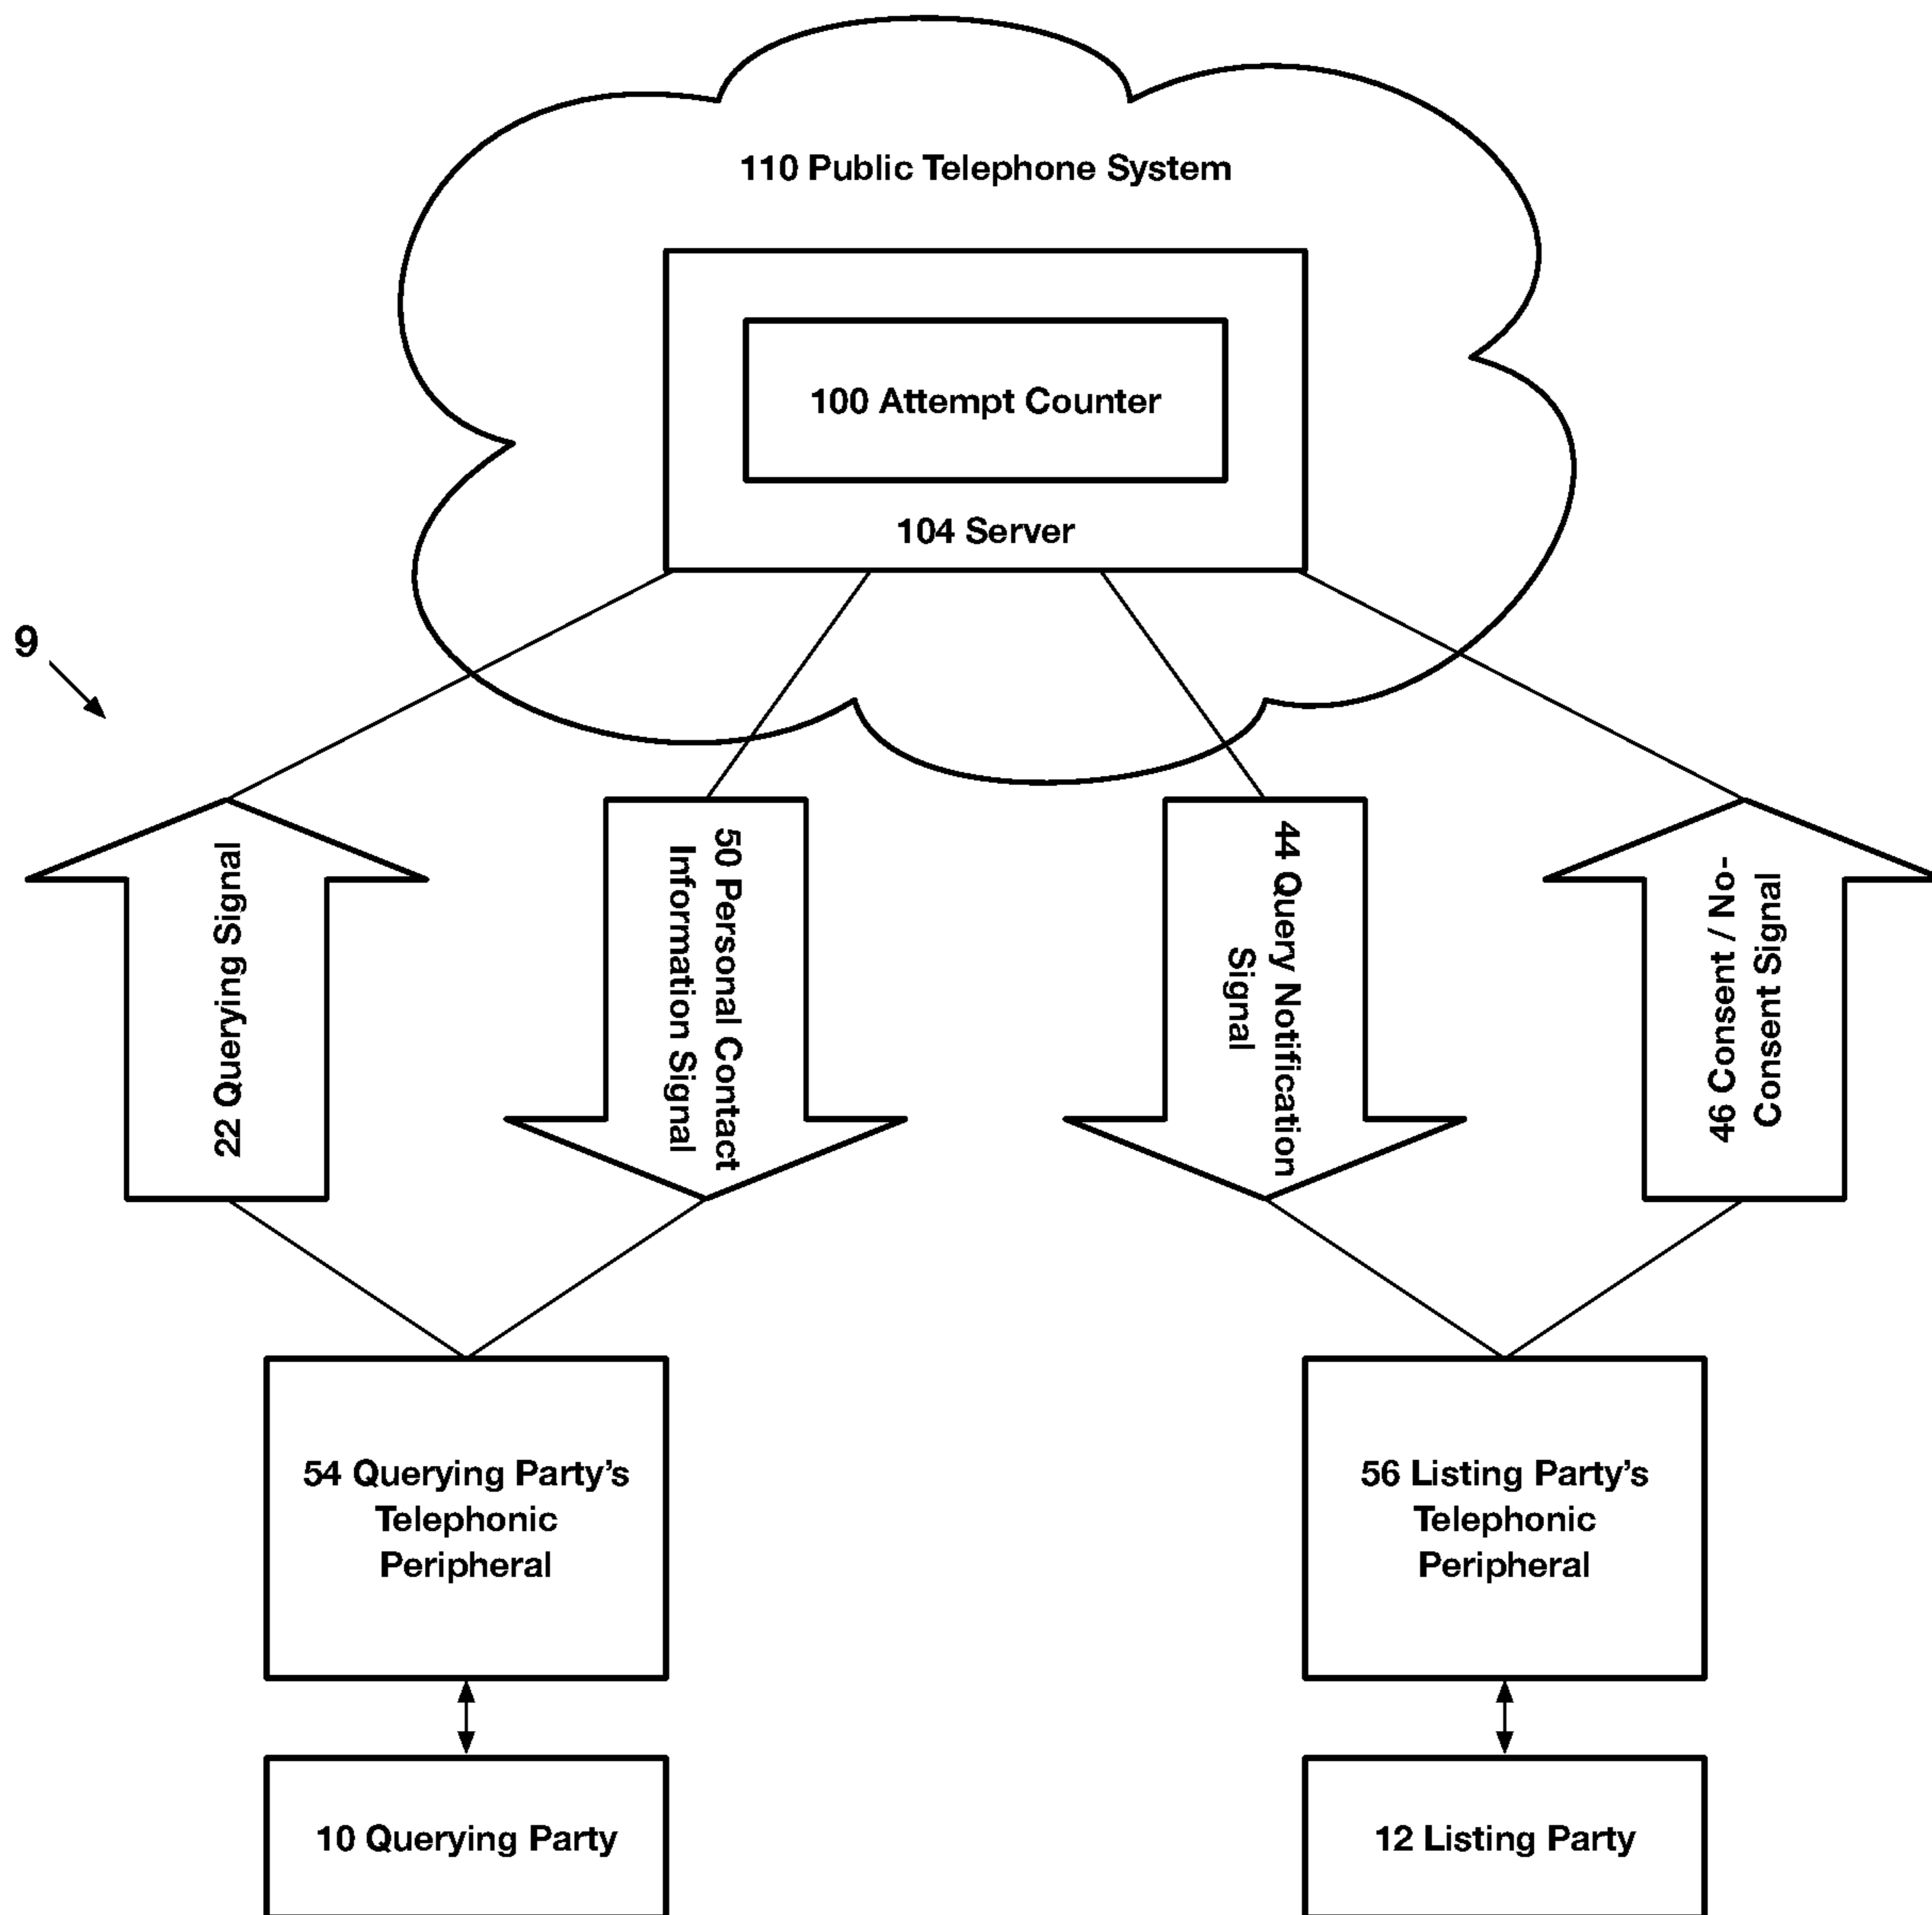 110 Public Telephone System
100 Attempt Counter
104 Server
9
22 Querying Signal
50 Personal Contact
Information Signal
44 Query Notification
Signal
46 Consent / No-
Consent Signal
54 Querying Party’s
Telephonic
Peripheral
56 Listing Party’s
Telephonic
Peripheral
10 Querying Party
12 Listing Party